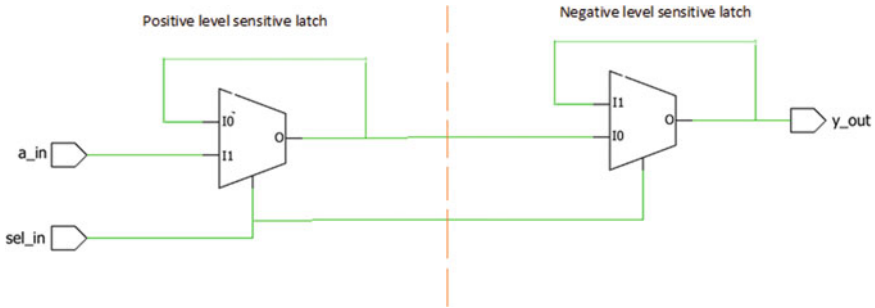 Positive level sensitive latch
Negative level sensitive latch
I0
I1
O
a_in
sel_in
I1
I0
O
y_out